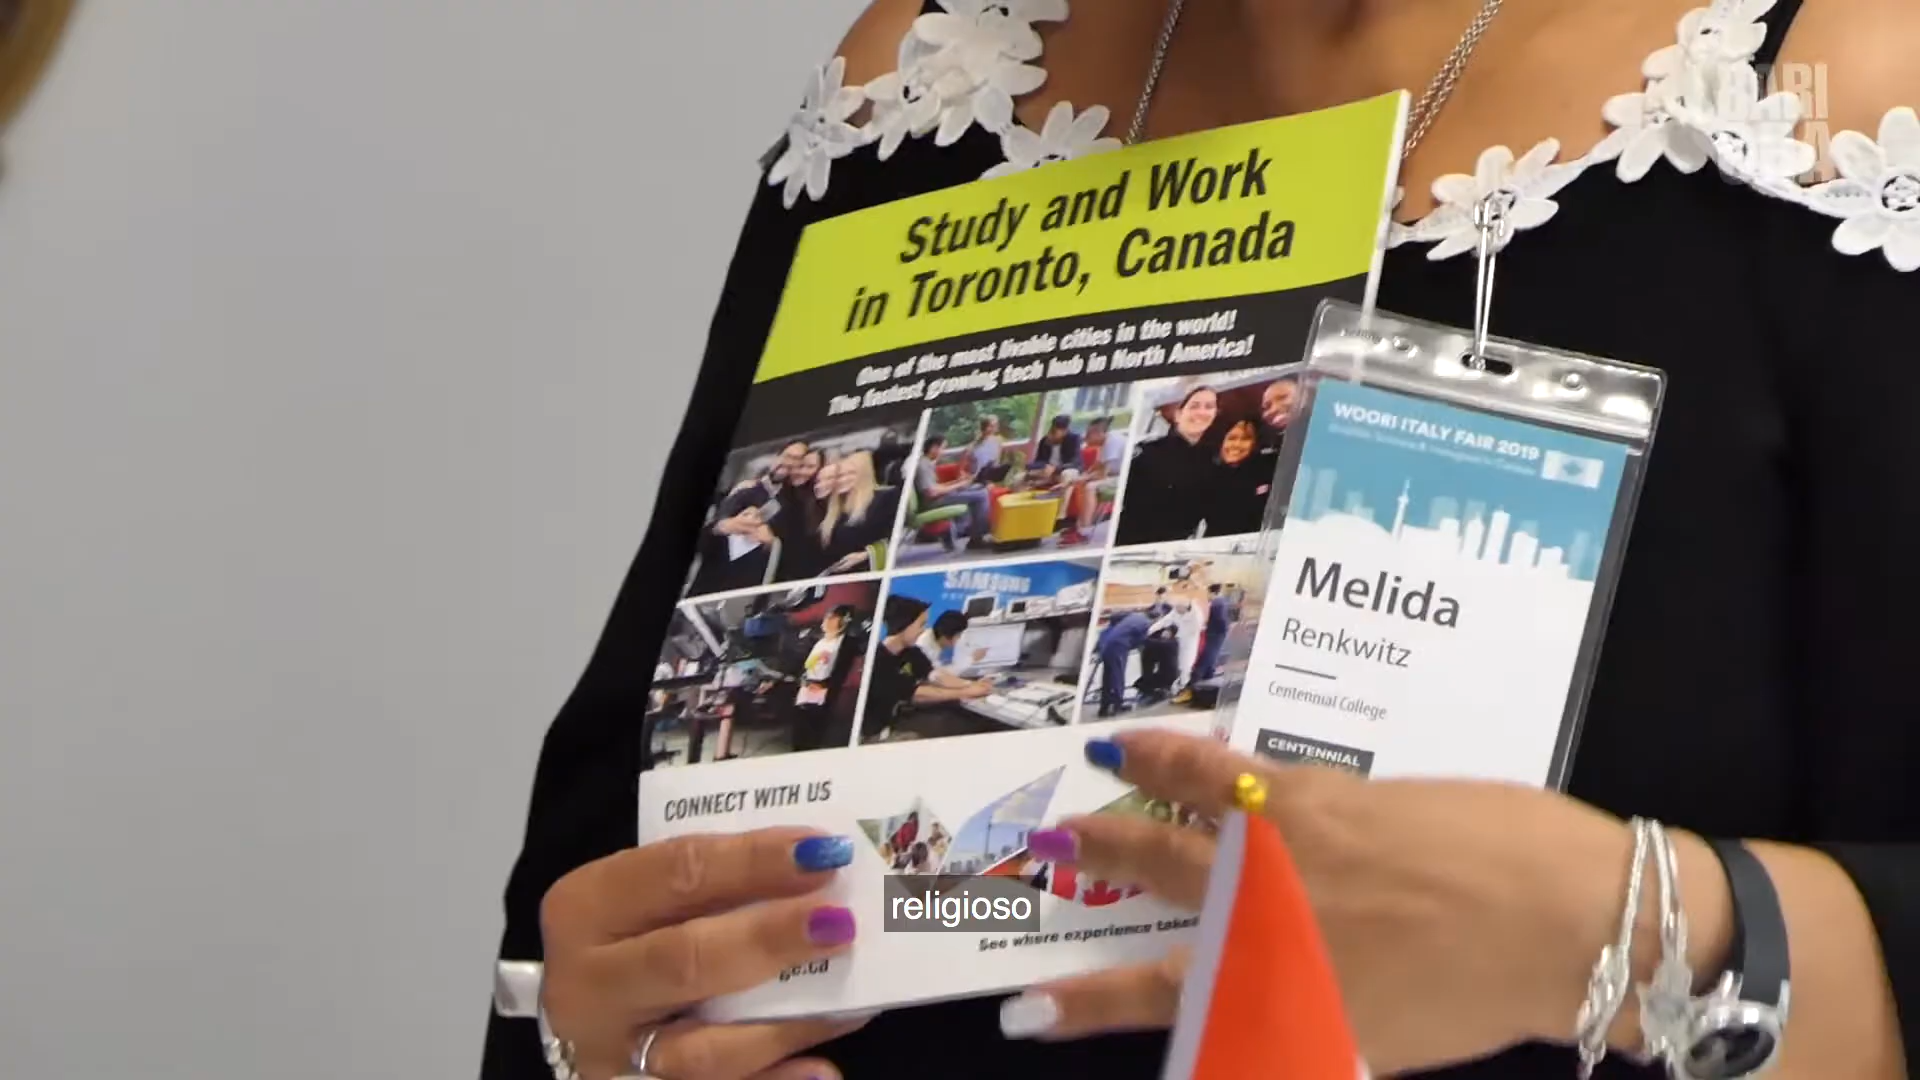 Study and Work
in Toronto, Canada
One of the most livable cities in the world!
The fastest growing tech hub in North America!
SAMSUNG
CONNECT WITH US
See where experience takes
WOORI ITALY FAIR 2019
Melida
Renkwitz
Centennial College
CENTENNIAL
religioso